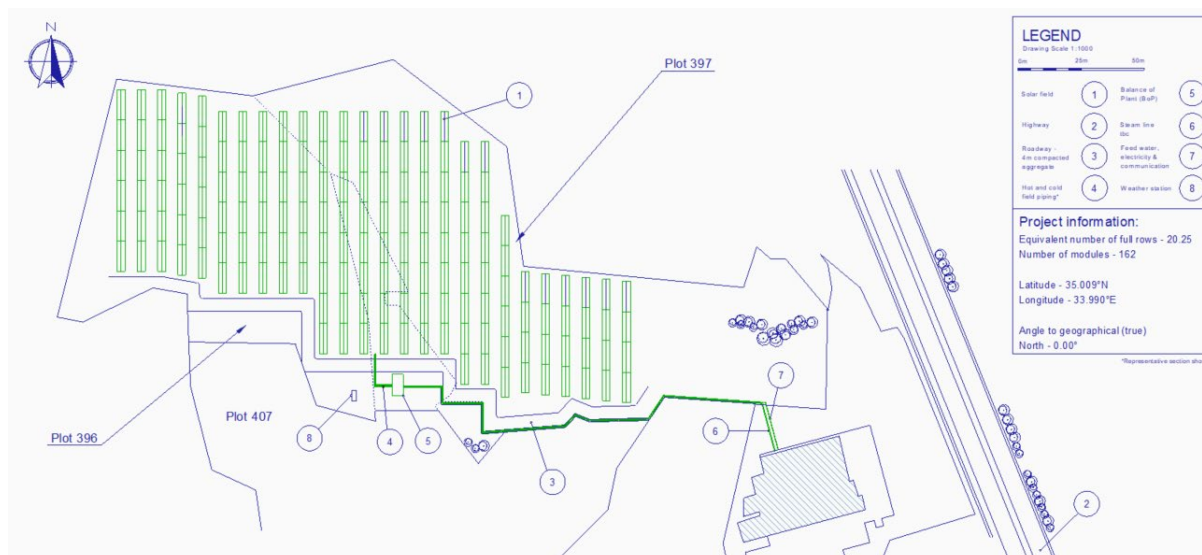 N
Plot 397
1
LEGEND
Drawing Scale 1:1000
0m 25m 50m
Solar field
1
Balance of
Plant (BoP)
5
Highway
2
Steam line
tbc
6
Roadway -
4m compacted
aggregate
3
Feed water,
electricity &
communication
7
Hot and cold
field piping*
4
Weather station
8
Project information:
Equivalent number of full rows - 20.25
Number of modules - 162
Latitude - 35.009°N
Longitude - 33.990°E
Angle to geographical (true)
North - 0.00°
*Representative section
7
Plot 407
Plot 396
8
4
5
6
3
2